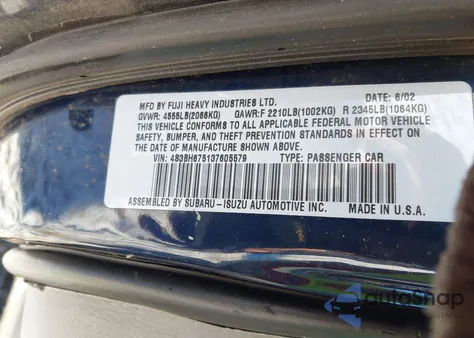 MFD BY FUJI HEAVY INDUSTRIES LTD. DATE: 6/02
GVWR: 4555LB(2066KG) GAWR:F 2210LB(1002KG) R 2345LB(1064KG)
THIS VEHICLE CONFORMS TO ALL APPLICABLE FEDERAL MOTOR VEHICLE
SAFETY, BUMPER, AND THEFT PREVENTION STANDARDS IN EFFECT ON
THE DATE OF MANUFACTURE SHOWN ABOVE.
VIN: 4S3BH675137605579 TYPE: PASSENGER CAR
ASSEMBLED BY SUBARU-ISUZU AUTOMOTIVE INC. MADE IN U.S.A.
autoSnap